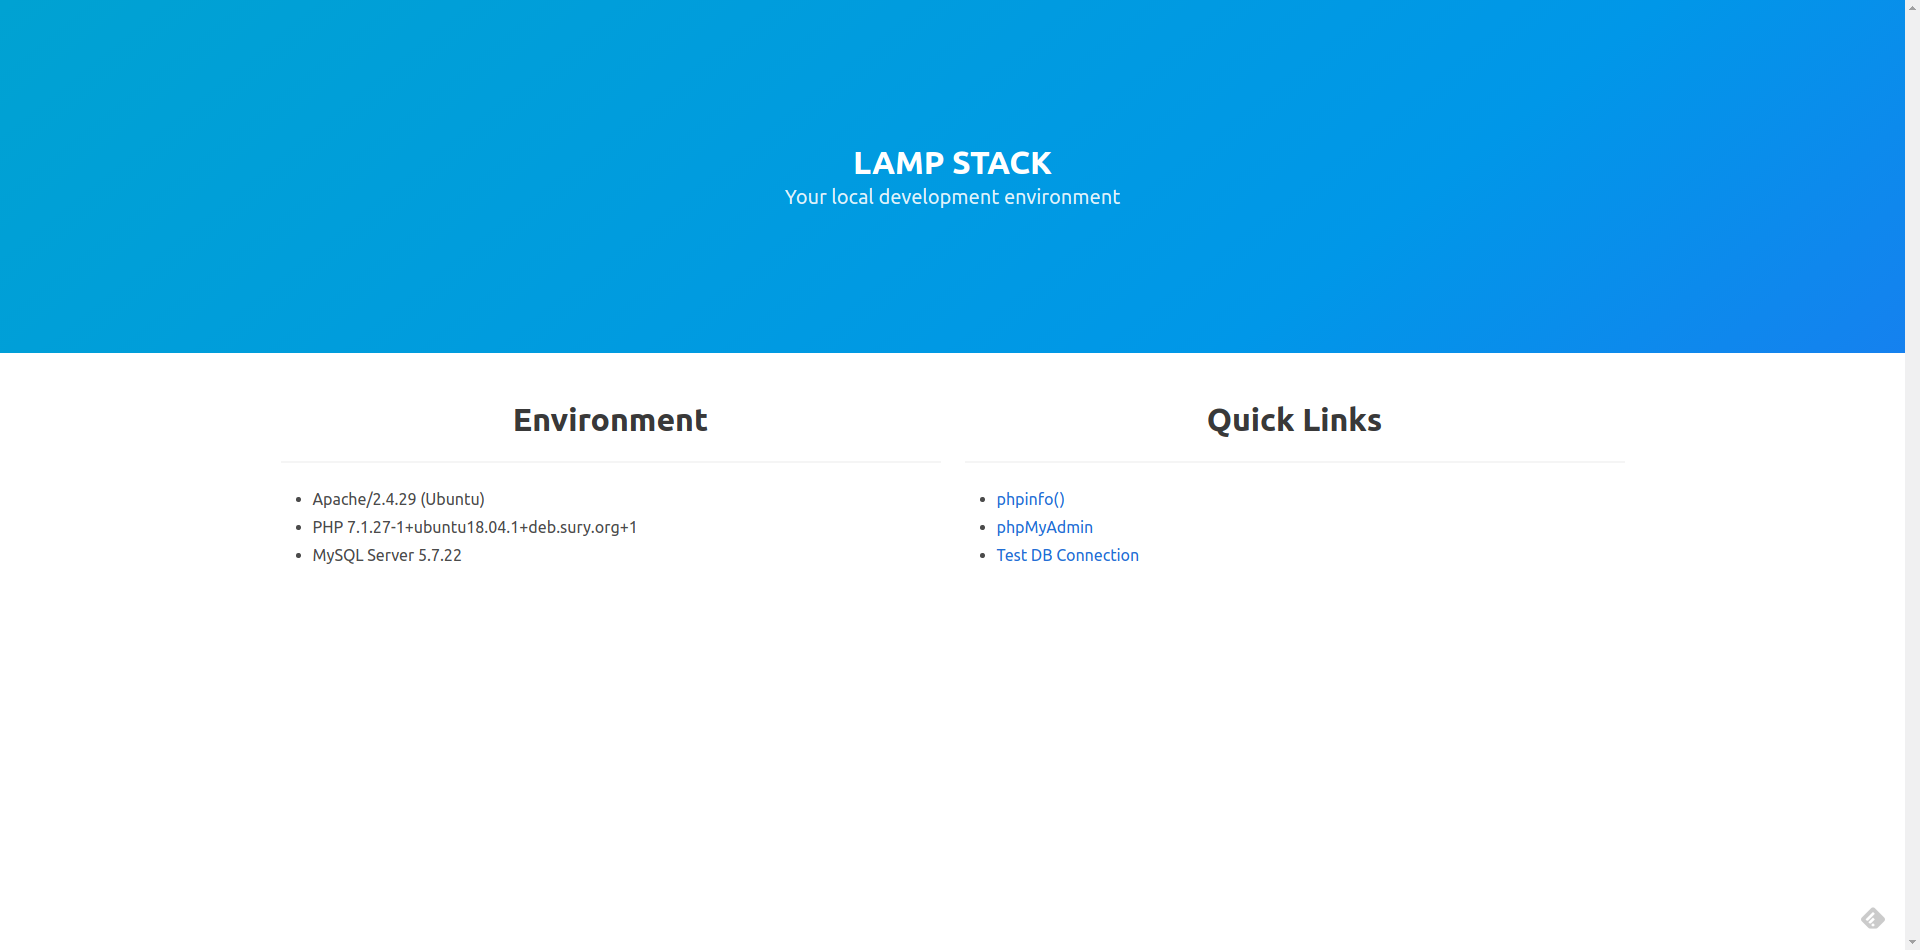 LAMP STACK
Your local development environment
Environment
Apache/2.4.29 (Ubuntu)
PHP 7.1.27-1+ubuntu18.04.1+deb.sury.org+1
MySQL Server 5.7.22
Quick Links
phpinfo()
phpMyAdmin
Test DB Connection